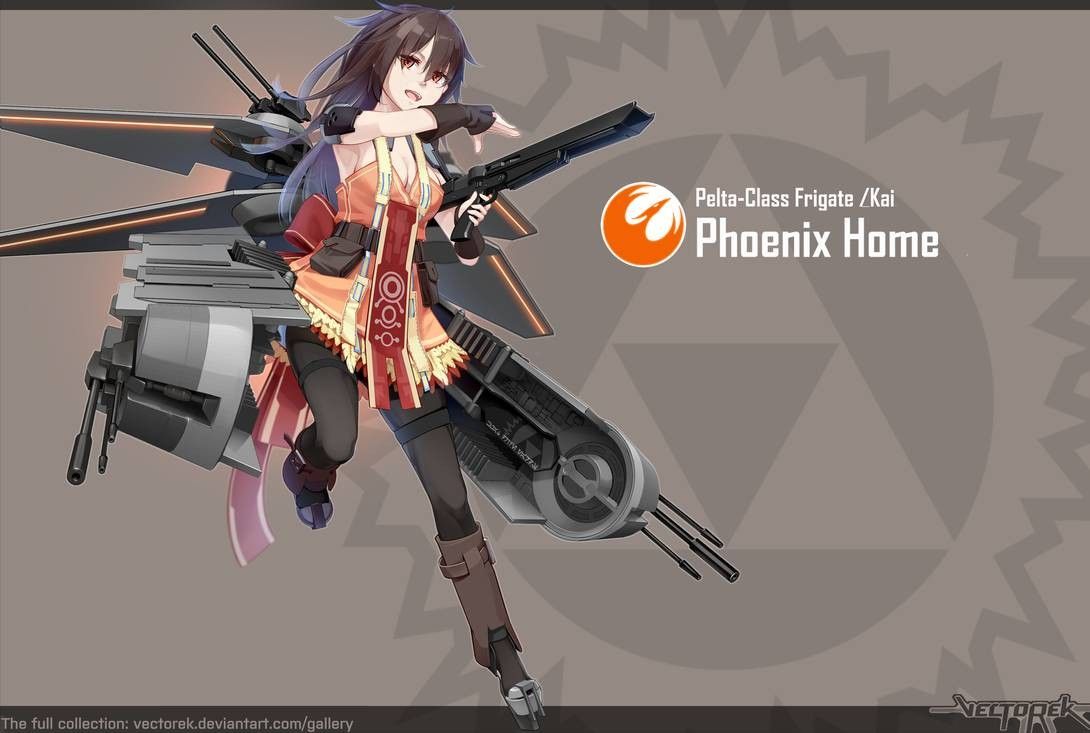 Pelta-Class Frigate /Kai
Phoenix Home
The full collection: vectorek.deviantart.com/gallery
VECTOREK